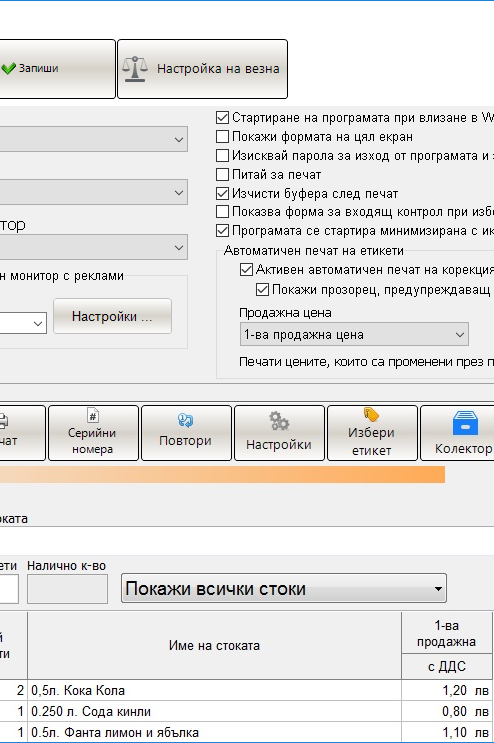 Запиши
Настройка на везна
Стартиране на програмата при влизане в W
Покажи формата на цял екран
Изисквай парола за изход от програмата и з
Питай за печат
Изчисти буфера след печат
Показва форма за входящ контрол при изб
Програмата се стартира минимизирана с ик
тор
Автоматичен печат на етикети
Активен автоматичен печат на корекция
Покажи прозорец, предупреждаващ
н монитор с реклами
Настройки ...
Продажна цена
1-ва продажна цена
Печати цените, които са променени през п
чат
Серийни
номера
Повтори
Настройки
Избери
етикет
Колектор
оката
ети
Налично к-во
Покажи всички стоки
й
ти
Име на стоката
1-ва
продажна
с ДДС
2 0,5л. Кока Кола 1,20 лв
1 0.250 л. Сода кинли 0,80 лв
1 0.5л. Фанта лимон и ябълка 1,10 лв